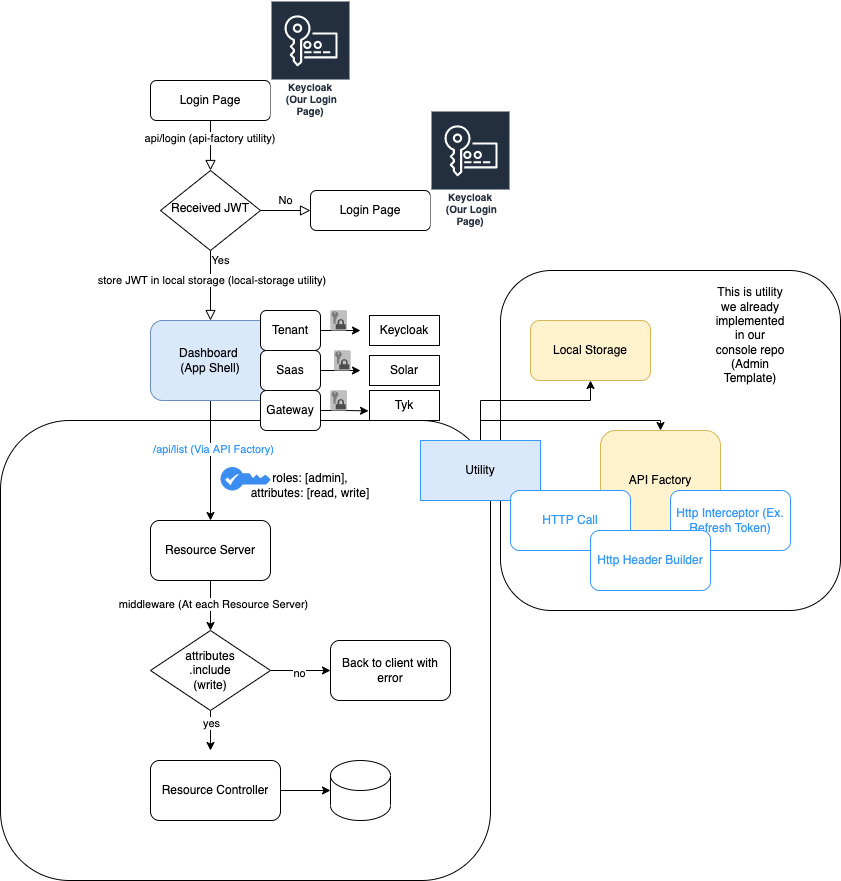 Keycloak
(Our Login
Page)
Login Page
api/login (api-factory utility)
Keycloak
(Our Login
Page)
Received JWT
No
Login Page
Yes
store JWT in local storage (local-storage utility)
Dashboard
(App Shell)
Tenant
Keycloak
Saas
Solar
Gateway
Tyk
/api/list (Via API Factory)
roles: [admin],
attributes: [read, write]
Resource Server
middleware (At each Resource Server)
attributes
.include
(write)
no
Back to client with
error
yes
Resource Controller
This is utility
we already
implemented
in our
console repo
(Admin
Template)
Local Storage
Utility
API Factory
HTTP Call
Http Interceptor (Ex.
Refresh Token)
Http Header Builder